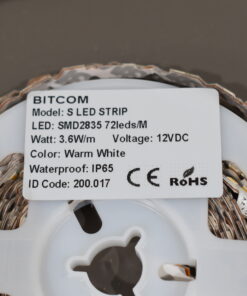 BITCOM
Model: S LED STRIP
LED: SMD2835 72leds/M
Watt: 3.6W/m Voltage: 12VDC
Color: Warm White
Waterproof: IP65
ID Code: 200.017
CE RoHS